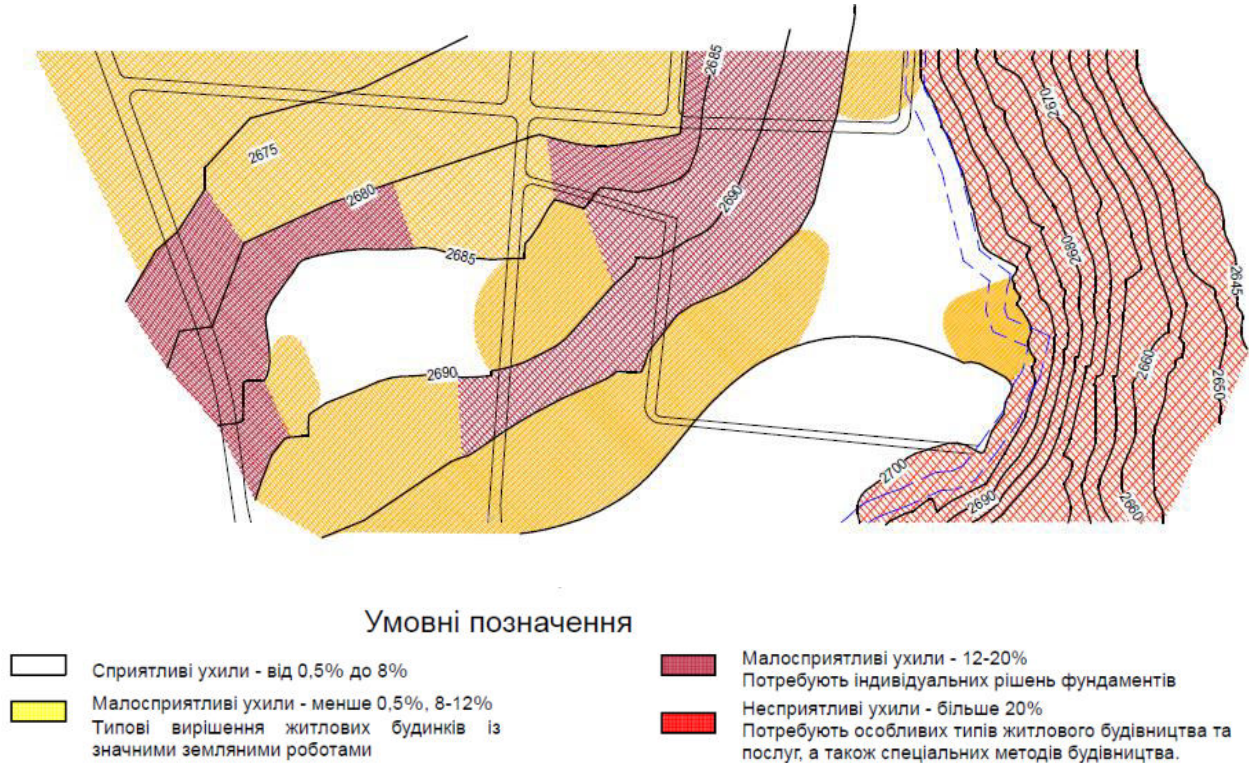 2685
2670
2675
2680
2690
2685
2680
2645
2690
2660
2650
2700
2690
2660
Умовні позначення
Сприятливі ухили - від 0,5% до 8%
Малосприятливі ухили - менше 0,5%, 8-12%
Типові вирішення житлових будинків із
значними земляними роботами
Малосприятливі ухили - 12-20%
Потребують індивідуальних рішень фундаментів
Несприятливі ухили - більше 20%
Потребують особливих типів житлового будівництва та
послуг, а також спеціальних методів будівництва.